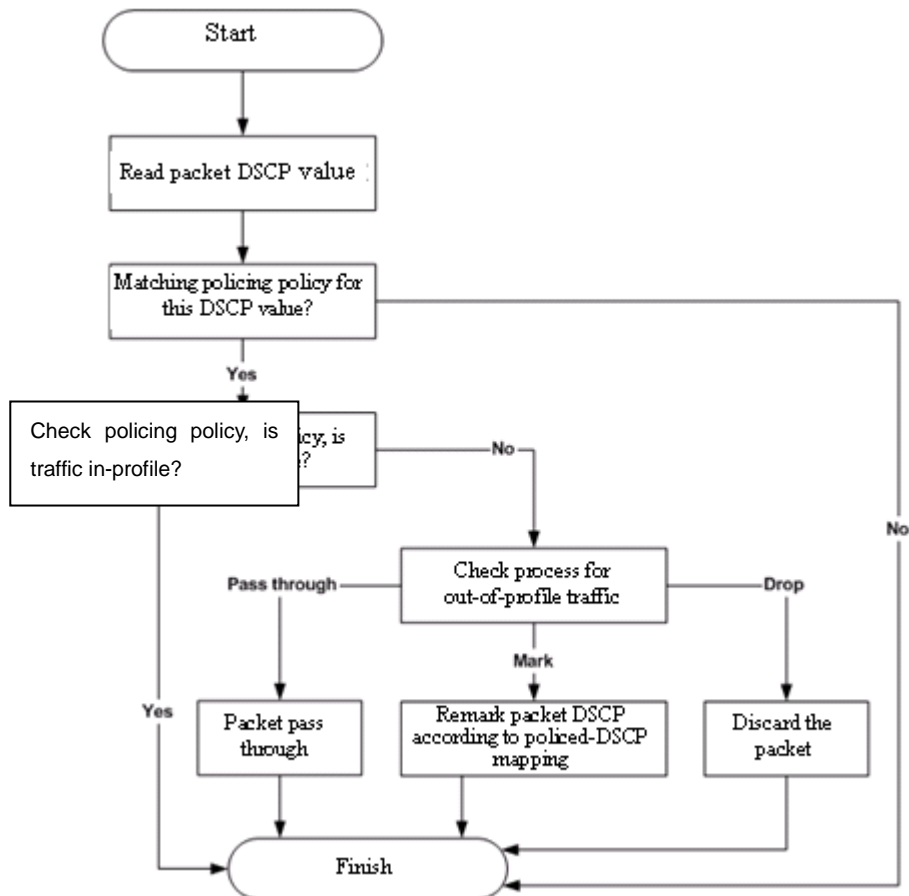 Start
Read packet DSCP value
Matching policing policy for
this DSCP value?
Yes
Check policing policy, is
traffic in-profile?
icy, is
?
No
No
Check process for
out-of-profile traffic
Pass through
Drop
Mark
Yes
Packet pass
through
Remark packet DSCP
according to policed-DSCP
mapping
Discard the
packet
Finish